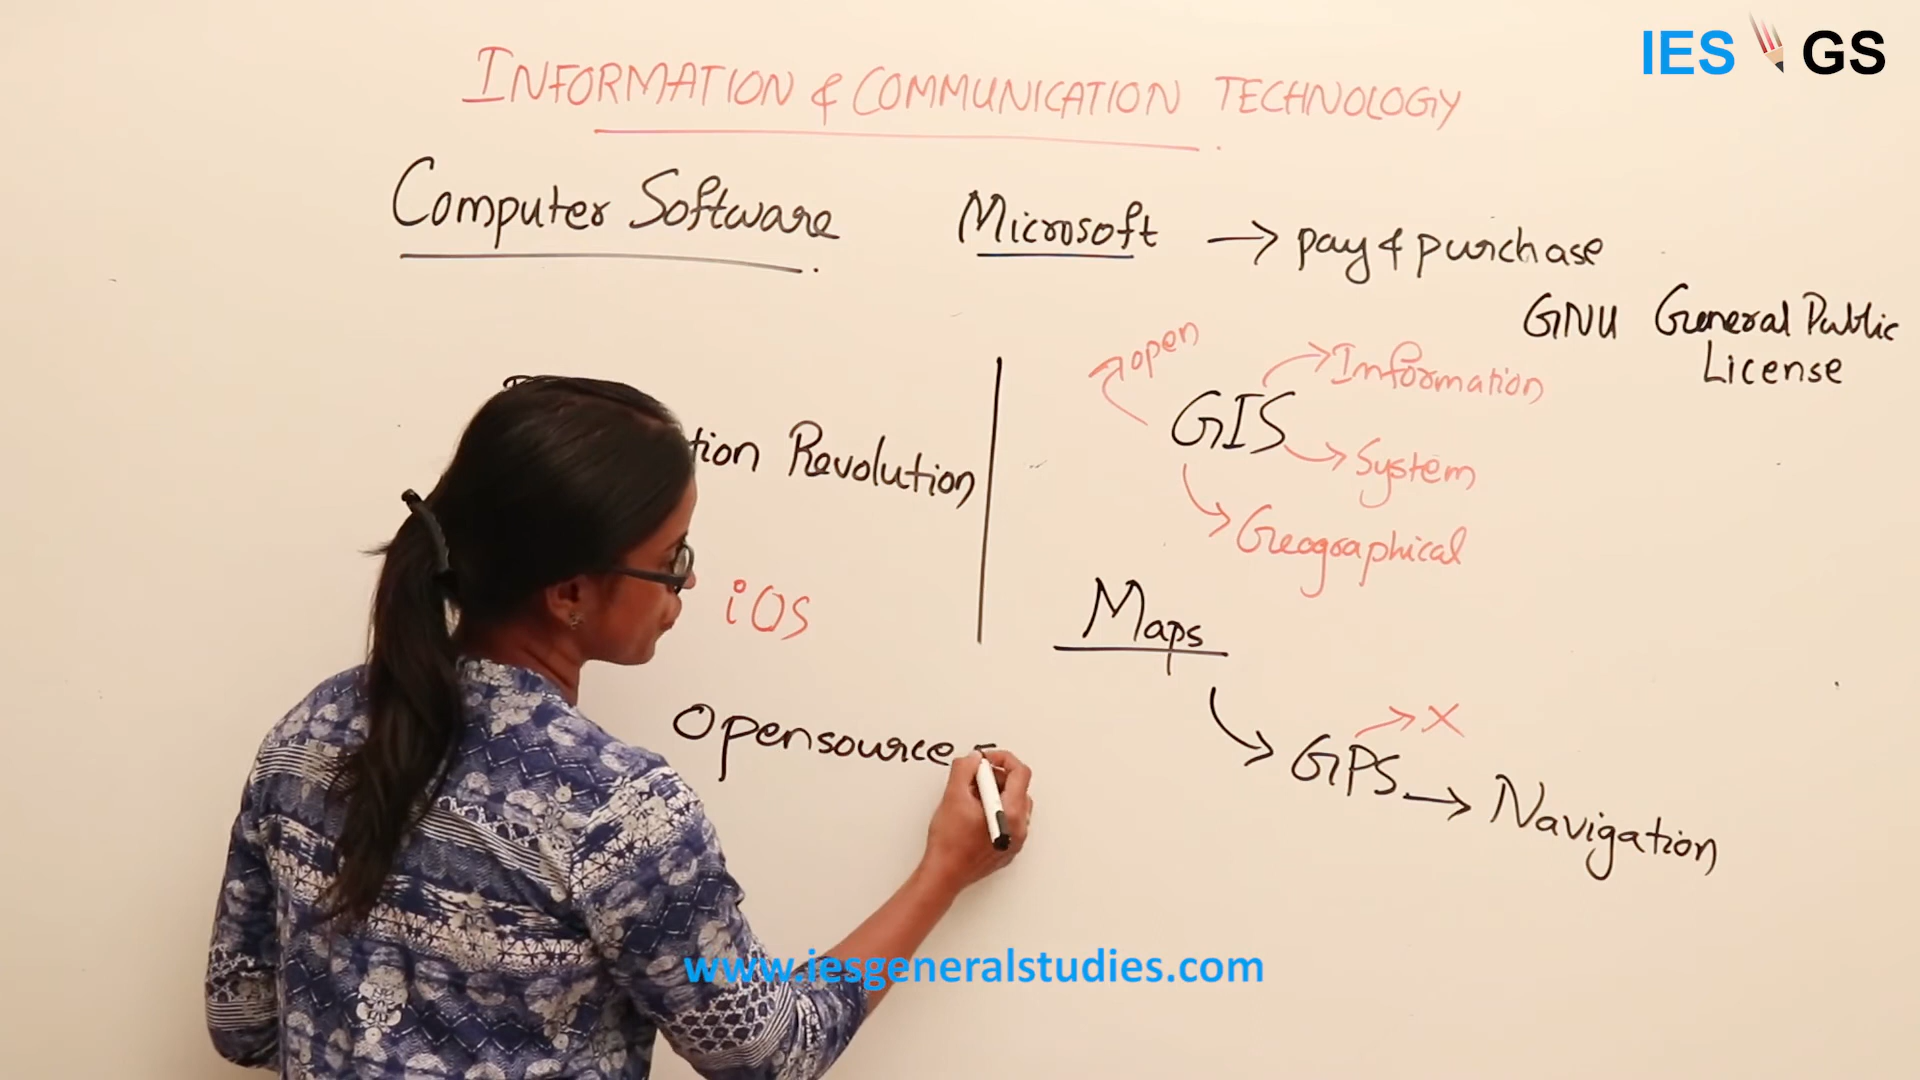 IES GS
INFORMATION & COMMUNICATION TECHNOLOGY
Computer Software
Microsoft → pay & purchase
GNU General Public
License
open
Information
GIS
System
Geographical
Revolution
iOS
Maps
Opensource
X
GPS → Navigation
www.iesgeneralstudies.com